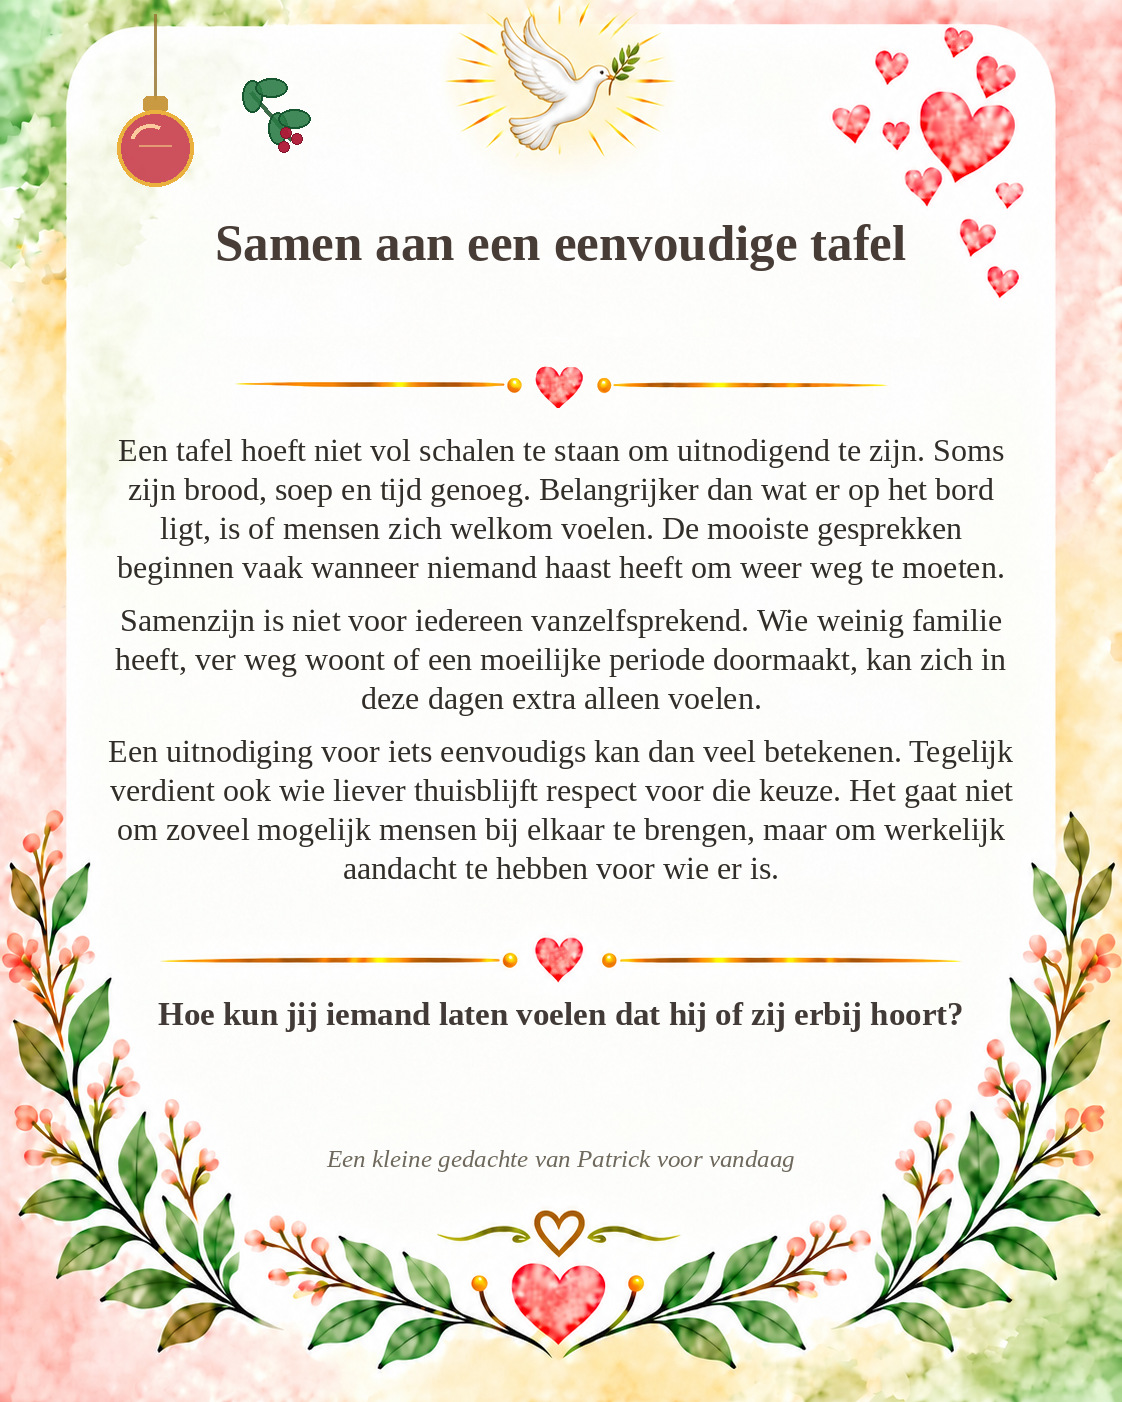 Samen aan een eenvoudige tafel
Een tafel hoeft niet vol schalen te staan om uitnodigend te zijn. Soms
zijn brood, soep en tijd genoeg. Belangrijker dan wat er op het bord
ligt, is of mensen zich welkom voelen. De mooiste gesprekken
beginnen vaak wanneer niemand haast heeft om weer weg te moeten.
Samenzijn is niet voor iedereen vanzelfsprekend. Wie weinig familie
heeft, ver weg woont of een moeilijke periode doormaakt, kan zich in
deze dagen extra alleen voelen.
Een uitnodiging voor iets eenvoudigs kan dan veel betekenen. Tegelijk
verdient ook wie liever thuisblijft respect voor die keuze. Het gaat niet
om zoveel mogelijk mensen bij elkaar te brengen, maar om werkelijk
aandacht te hebben voor wie er is.
Hoe kun jij iemand laten voelen dat hij of zij erbij hoort?
Een kleine gedachte van Patrick voor vandaag